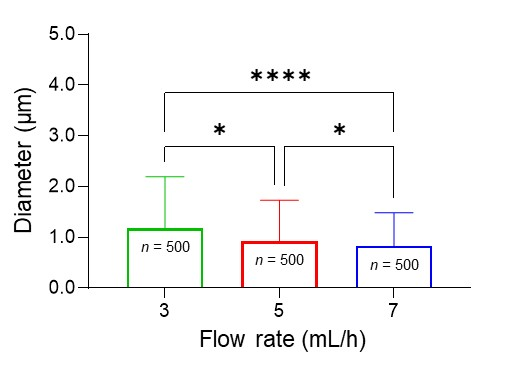 5.0
4.0
3.0
2.0
1.0
0.0
Diameter (μm)
****
*
*
n = 500
n = 500
n = 500
3
5
7
Flow rate (mL/h)